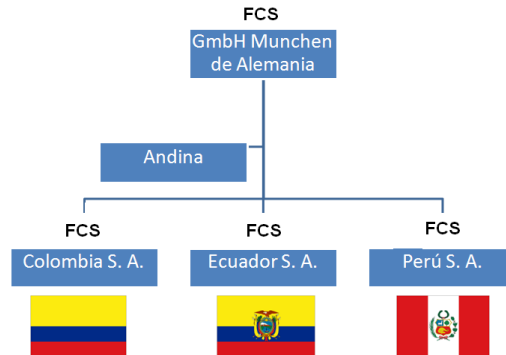 FCS
GmbH Munchen
de Alemania
Andina
FCS
Colombia S. A.
FCS
Ecuador S. A.
FCS
Perú S. A.